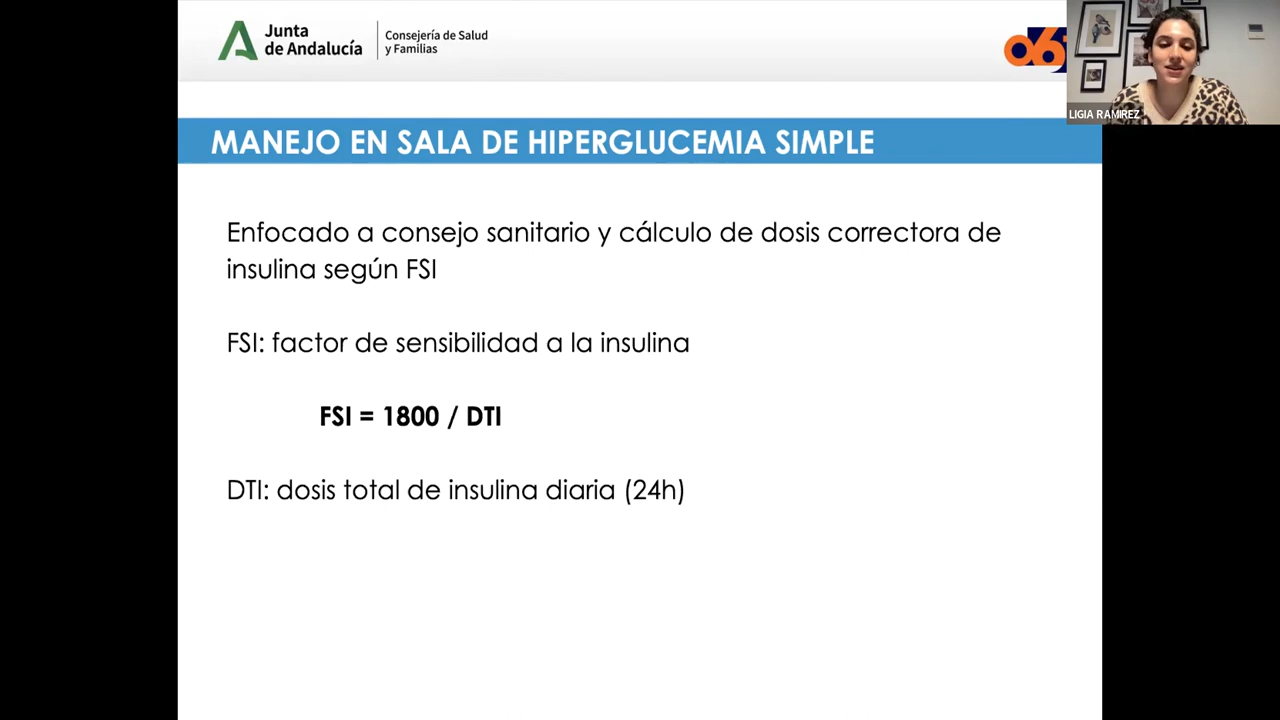 Junta
de Andalucía
Consejería de Salud
y Familias
061
LIGIA RAMIREZ
MANEJO EN SALA DE HIPERGLUCEMIA SIMPLE
Enfocado a consejo sanitario y cálculo de dosis correctora de
insulina según FSI
FSI: factor de sensibilidad a la insulina
FSI = 1800 / DTI
DTI: dosis total de insulina diaria (24h)